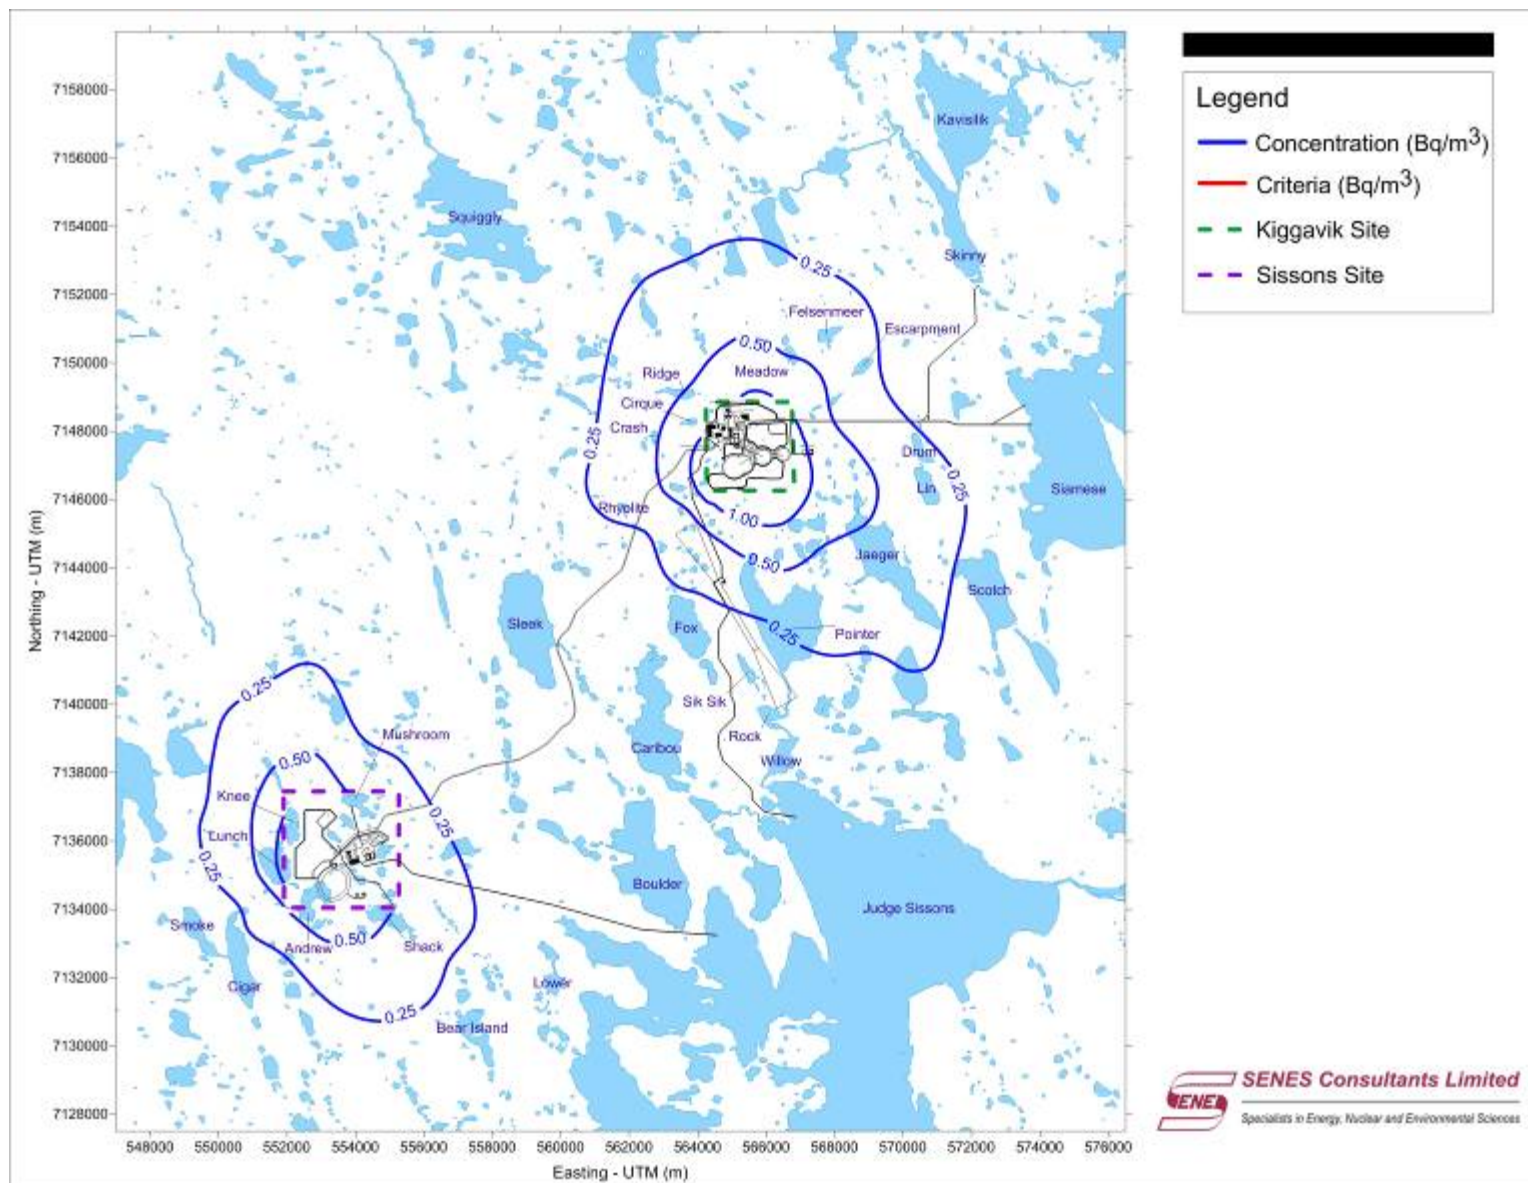 Legend
Concentration (Bq/m³)
Criteria (Bq/m³)
Kiggavik Site
Sissons Site
7158000
7156000
7154000
7152000
7150000
7148000
7146000
7144000
7142000
7140000
7138000
7136000
7134000
7132000
7130000
7128000
Northing - UTM (m)
548000 550000 552000 554000 556000 558000 560000 562000 564000 566000 568000 570000 572000 574000 576000
Easting - UTM (m)
Kavisilik
Squiggly
Skinny
0.25
Felsenmeer
Escarpment
0.50
Meadow
Ridge
Cirque
Crash
0.25
Drum
Lin
0.25
Siamese
Rhyolite
1.00
0.50
Jaeger
Scotch
Sleek
Fox
0.25
Pointer
Sik Sik
Rock
Caribou
Willow
0.25
Mushroom
0.50
Knee
Lunch
0.25
0.25
Boulder
Judge Sissons
Smoke
Andrew
0.50
Shack
Cigar
Lower
0.25
Bear Island
SENES
SENES Consultants Limited
Specialists in Energy, Nuclear and Environmental Sciences